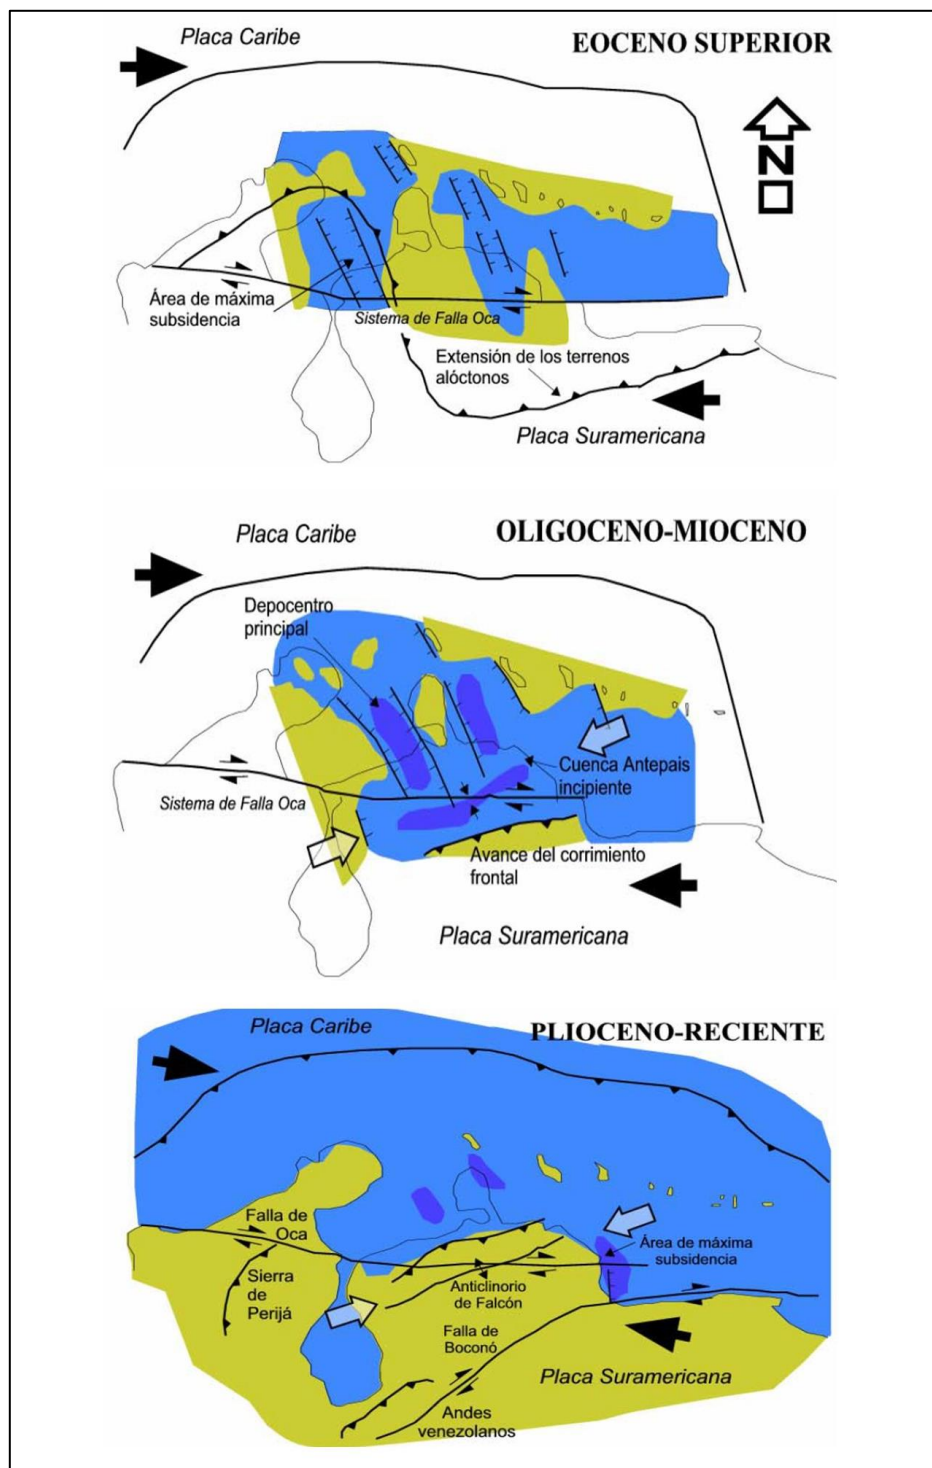 Placa Caribe
EOCENO SUPERIOR
N
Área de máxima
subsidencia
Sistema de Falla Oca
Extensión de los terrenos
alóctonos
Placa Suramericana
OLIGOCENO-MIOCENO
Placa Caribe
Depocentro
principal
Cuenca Antepais
incipiente
Sistema de Falla Oca
Avance del corrimiento
frontal
Placa Suramericana
Placa Caribe
PLIOCENO-RECIENTE
Falla de
Oca
Área de máxima
subsidencia
Sierra
de
Perijá
Anticlinorio
de Falcón
Falla de
Boconó
Placa Suramericana
Andes
venezolanos